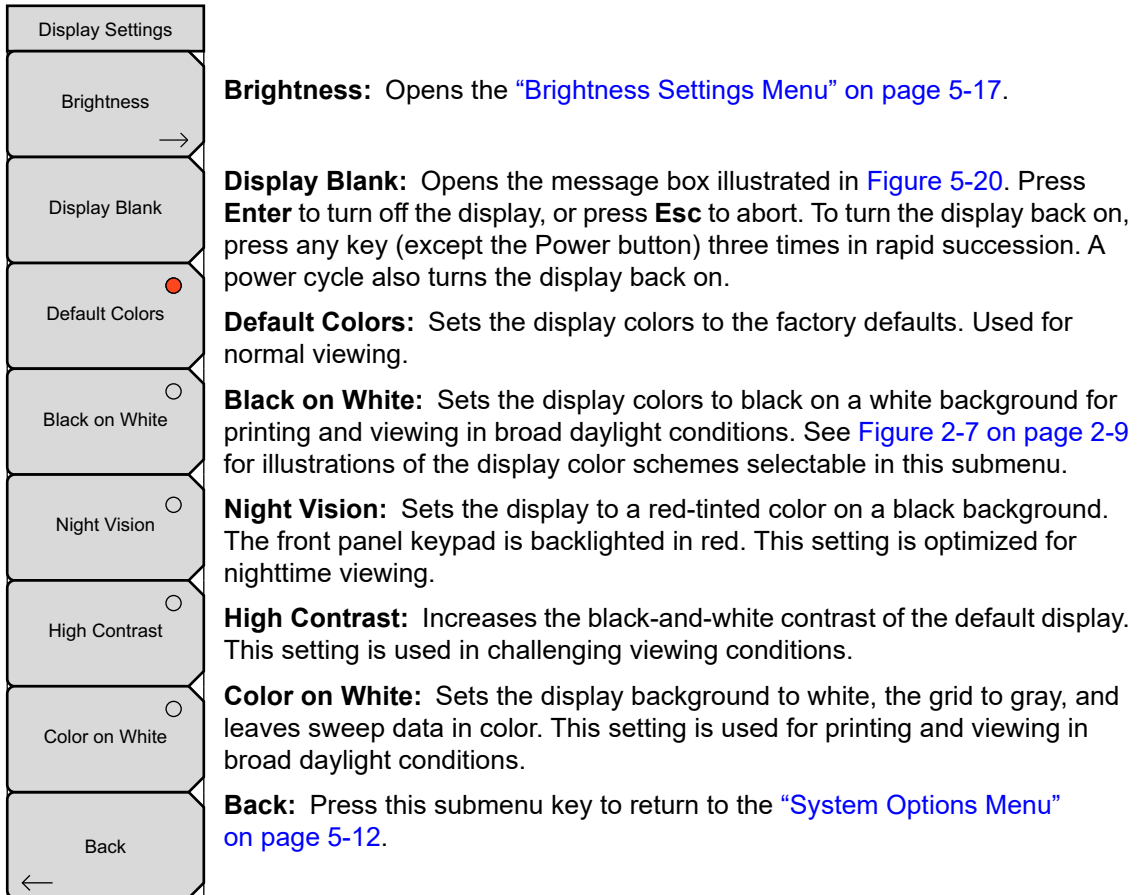 Display Settings
Brightness
Brightness: Opens the “Brightness Settings Menu” on page 5-17.
Display Blank
Display Blank: Opens the message box illustrated in Figure 5-20. Press
Enter to turn off the display, or press Esc to abort. To turn the display back on,
press any key (except the Power button) three times in rapid succession. A
power cycle also turns the display back on.
Default Colors
Default Colors: Sets the display colors to the factory defaults. Used for
normal viewing.
Black on White
Black on White: Sets the display colors to black on a white background for
printing and viewing in broad daylight conditions. See Figure 2-7 on page 2-9
for illustrations of the display color schemes selectable in this submenu.
Night Vision
Night Vision: Sets the display to a red-tinted color on a black background.
The front panel keypad is backlighted in red. This setting is optimized for
nighttime viewing.
High Contrast
High Contrast: Increases the black-and-white contrast of the default display.
This setting is used in challenging viewing conditions.
Color on White
Color on White: Sets the display background to white, the grid to gray, and
leaves sweep data in color. This setting is used for printing and viewing in
broad daylight conditions.
Back
Back: Press this submenu key to return to the “System Options Menu”
on page 5-12.